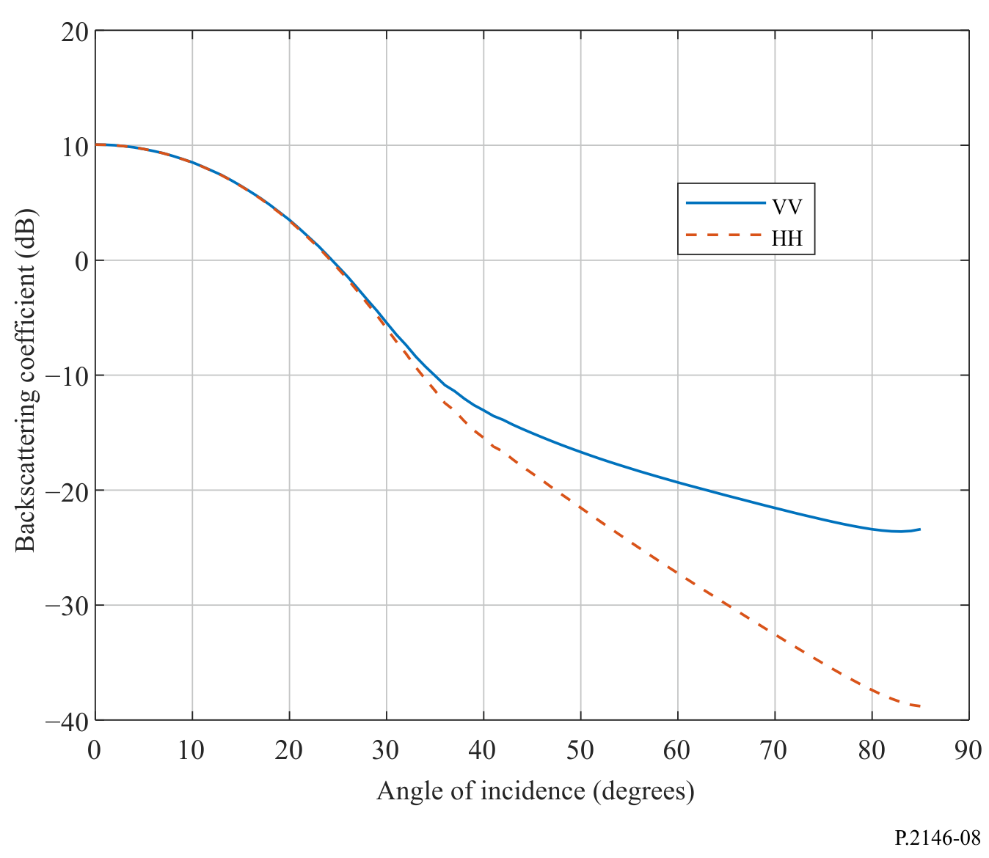 20
10
0
−10
−20
−30
−40
Backscattering coefficient (dB)
VV
HH
0 10 20 30 40 50 60 70 80 90
Angle of incidence (degrees)
P.2146-08